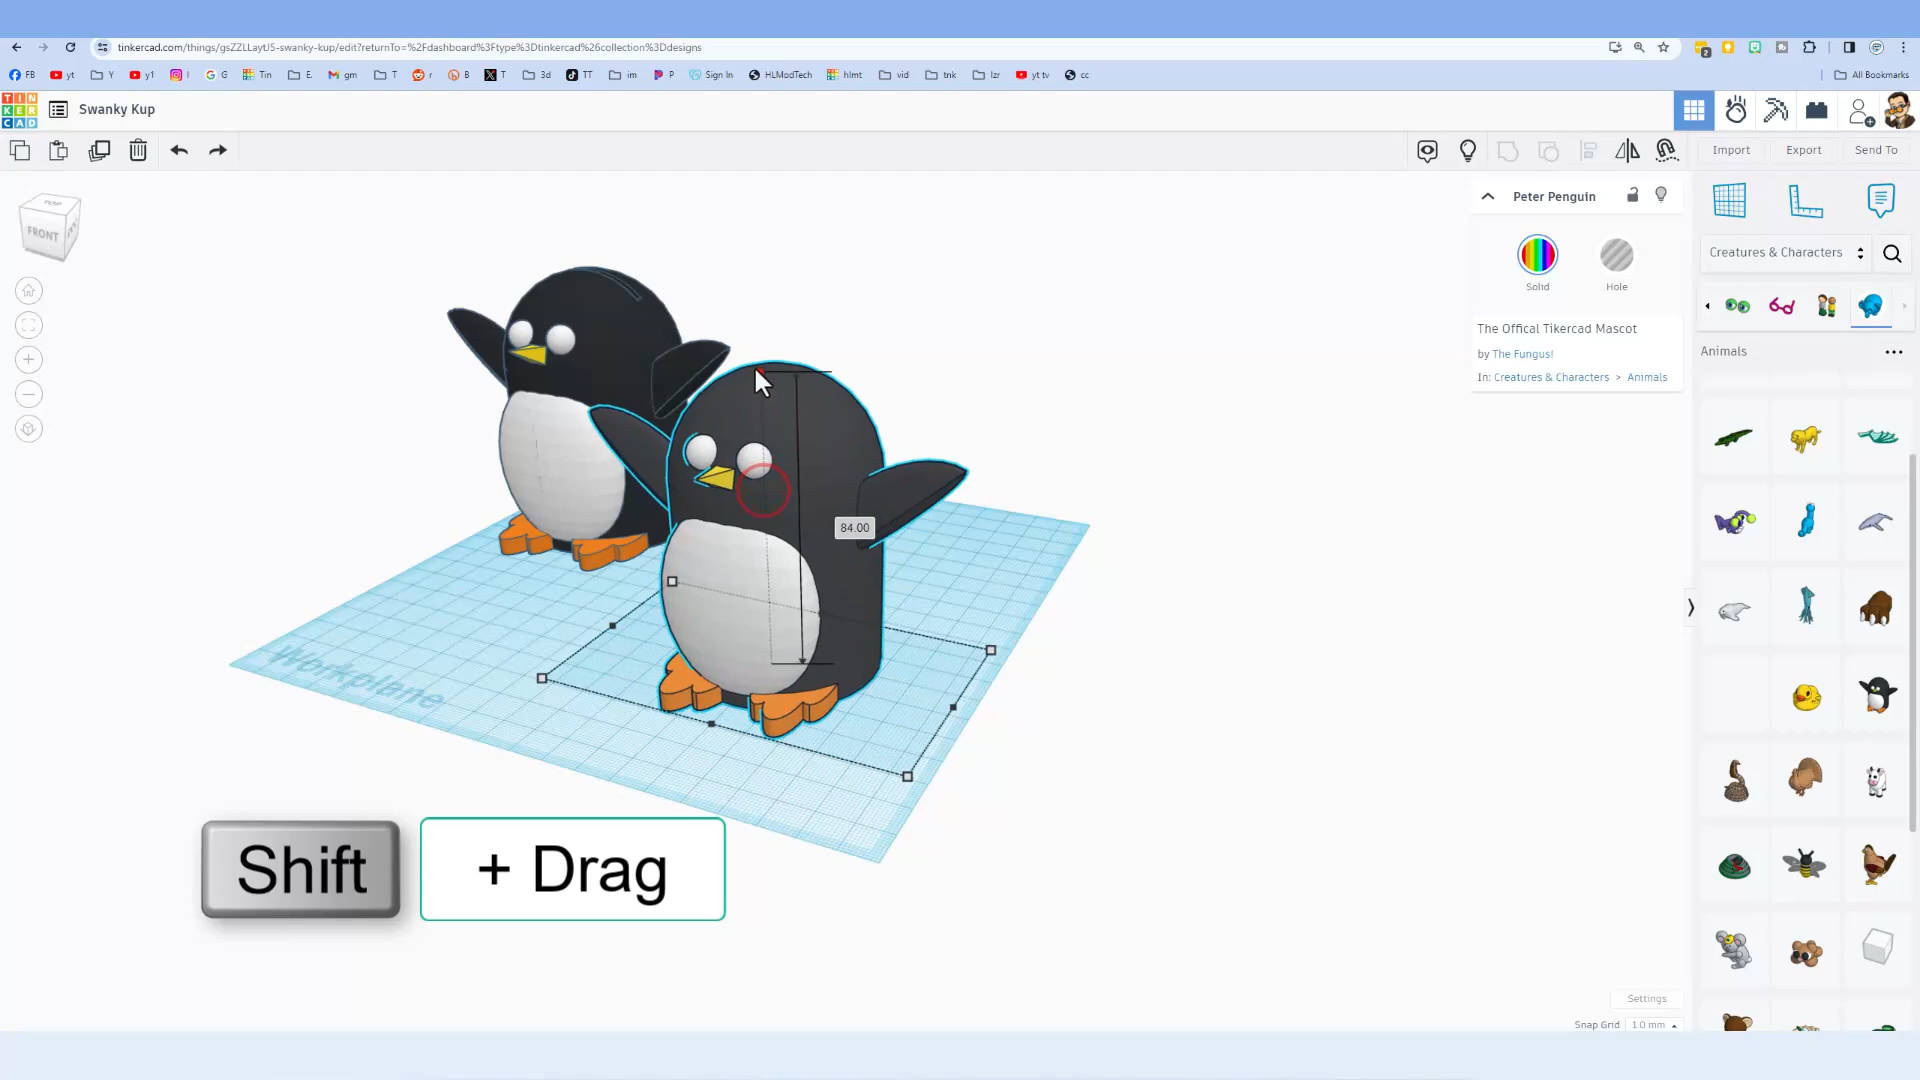 tinkercad.com/things/gsZZLLaytJ5-swanky-kup/edit?returnTo=%2Fdashboard%3Ftype%3Dtinkercad%26collection%3Ddesigns
FB yt Y y1 I G Tin E. gm T r B T 3d TT im P Sign In HLModTech hlmt vid tnk lzr yt tv cc All Bookmarks
TIN
KER
CAD
Swanky Kup
Import Export Send To
TOP
FRONT
Peter Penguin
Solid Hole
The Offical Tikercad Mascot
by The Fungus!
In: Creatures & Characters > Animals
Creatures & Characters
Animals
84.00
Workplane
Shift + Drag
Settings
Snap Grid 1.0 mm